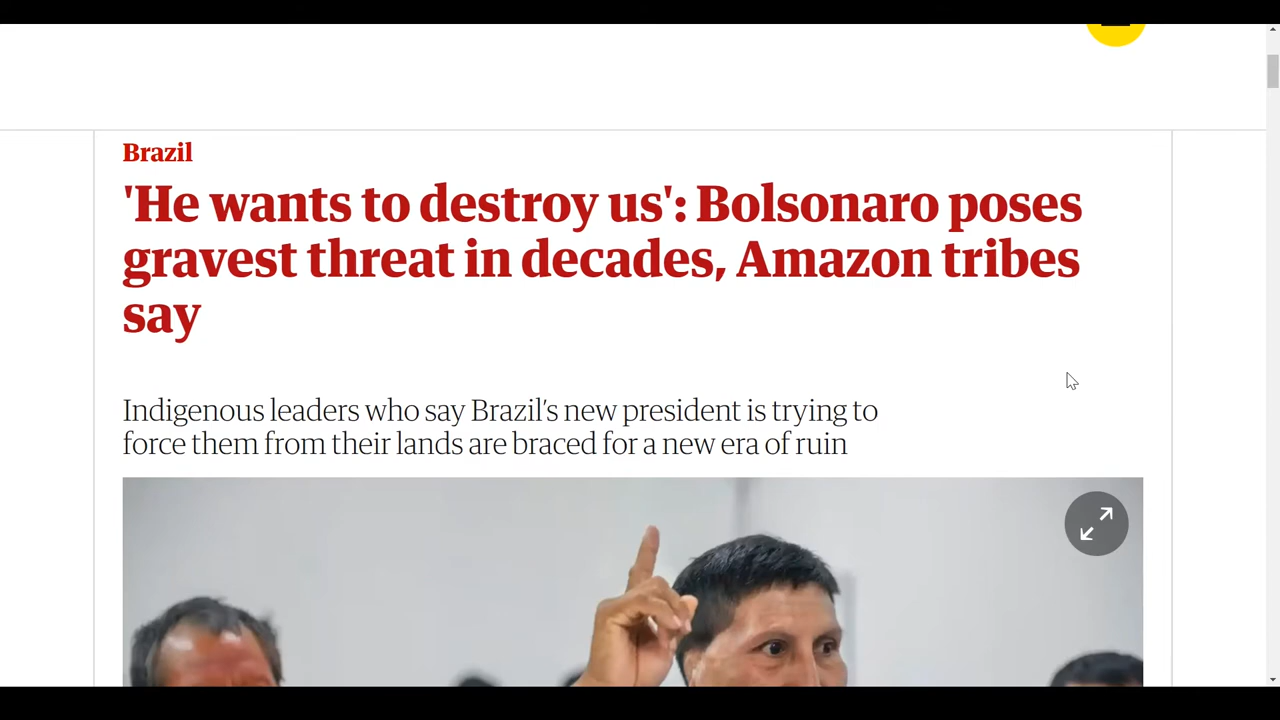 Brazil
'He wants to destroy us': Bolsonaro poses
gravest threat in decades, Amazon tribes
say
Indigenous leaders who say Brazil’s new president is trying to
force them from their lands are braced for a new era of ruin